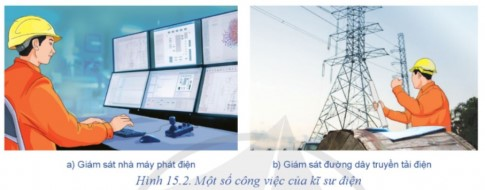 a) Giám sát nhà máy phát điện
b) Giám sát đường dây truyền tải điện
Hình 15.2. Một số công việc của kĩ sư điện